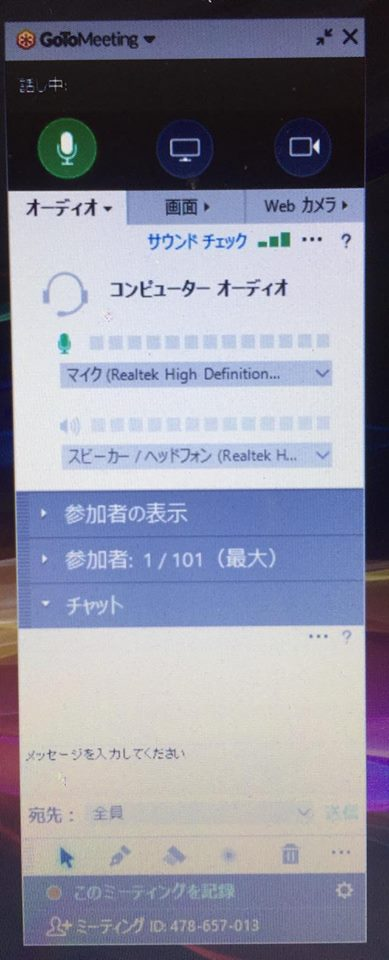 GoToMeeting
話し中:
オーディオ
画面
Web カメラ
サウンド チェック ... ?
コンピューター オーディオ
マイク (Realtek High Definition...
スピーカー / ヘッドフォン (Realtek H...
参加者の表示
参加者: 1 / 101（最大）
チャット
... ?
メッセージを入力してください
宛先： 全員 送信
...
このミーティングを記録
ミーティング ID: 478-657-013